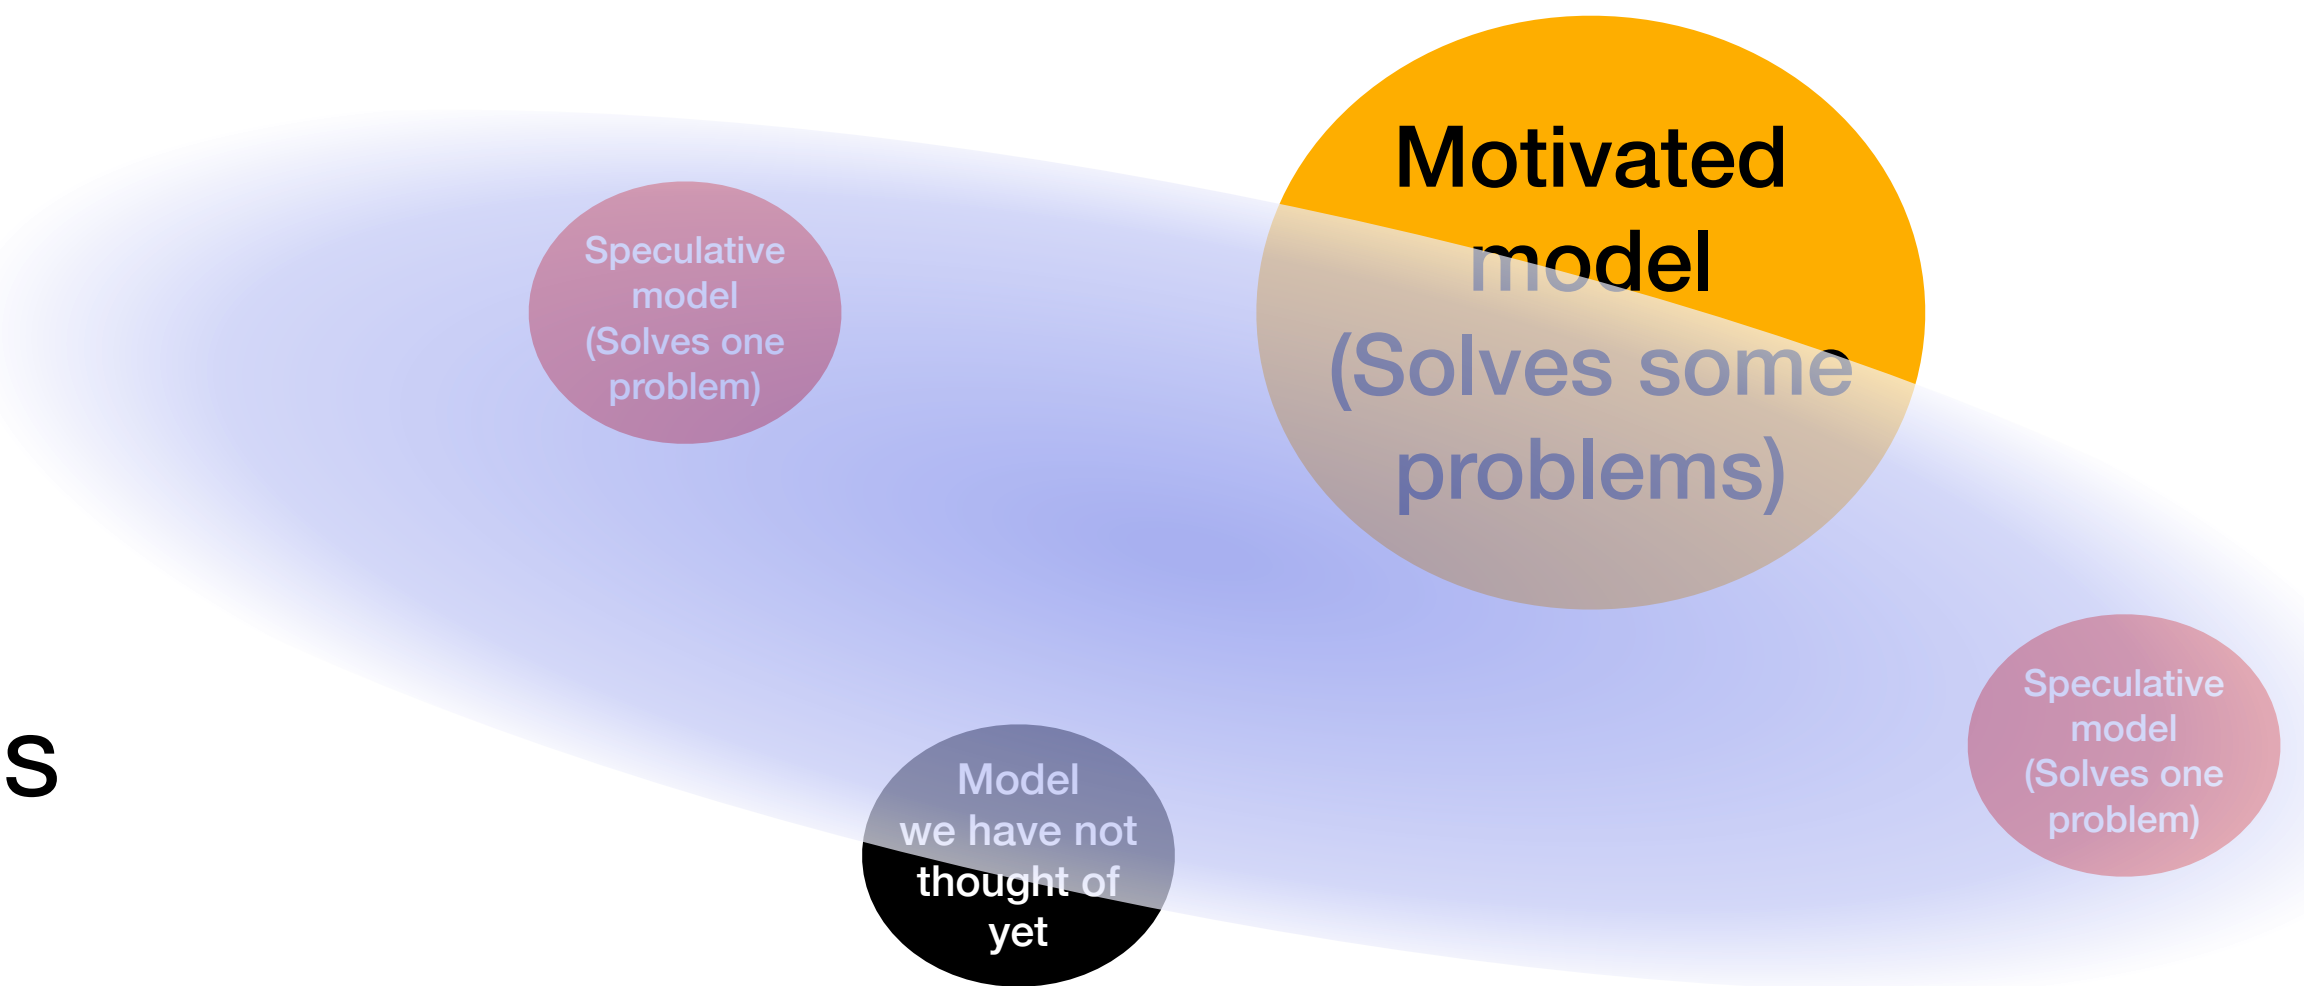 Motivated
model
(Solves some
problems)
Speculative
model
(Solves one
problem)
Speculative
model
(Solves one
problem)
s
Model
we have not
thought of
yet